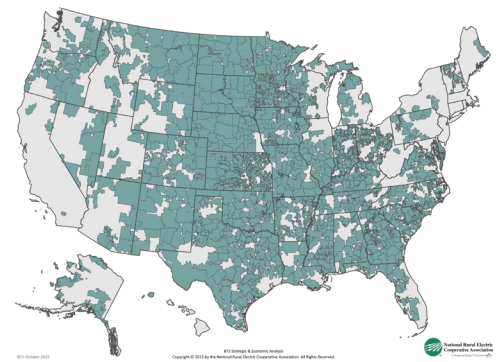 REV. October 2015
BTS Strategic & Economic Analysis
Copyright © 2015 by the National Rural Electric Cooperative Association. All Rights Reserved.
National Rural Electric
Cooperative Association